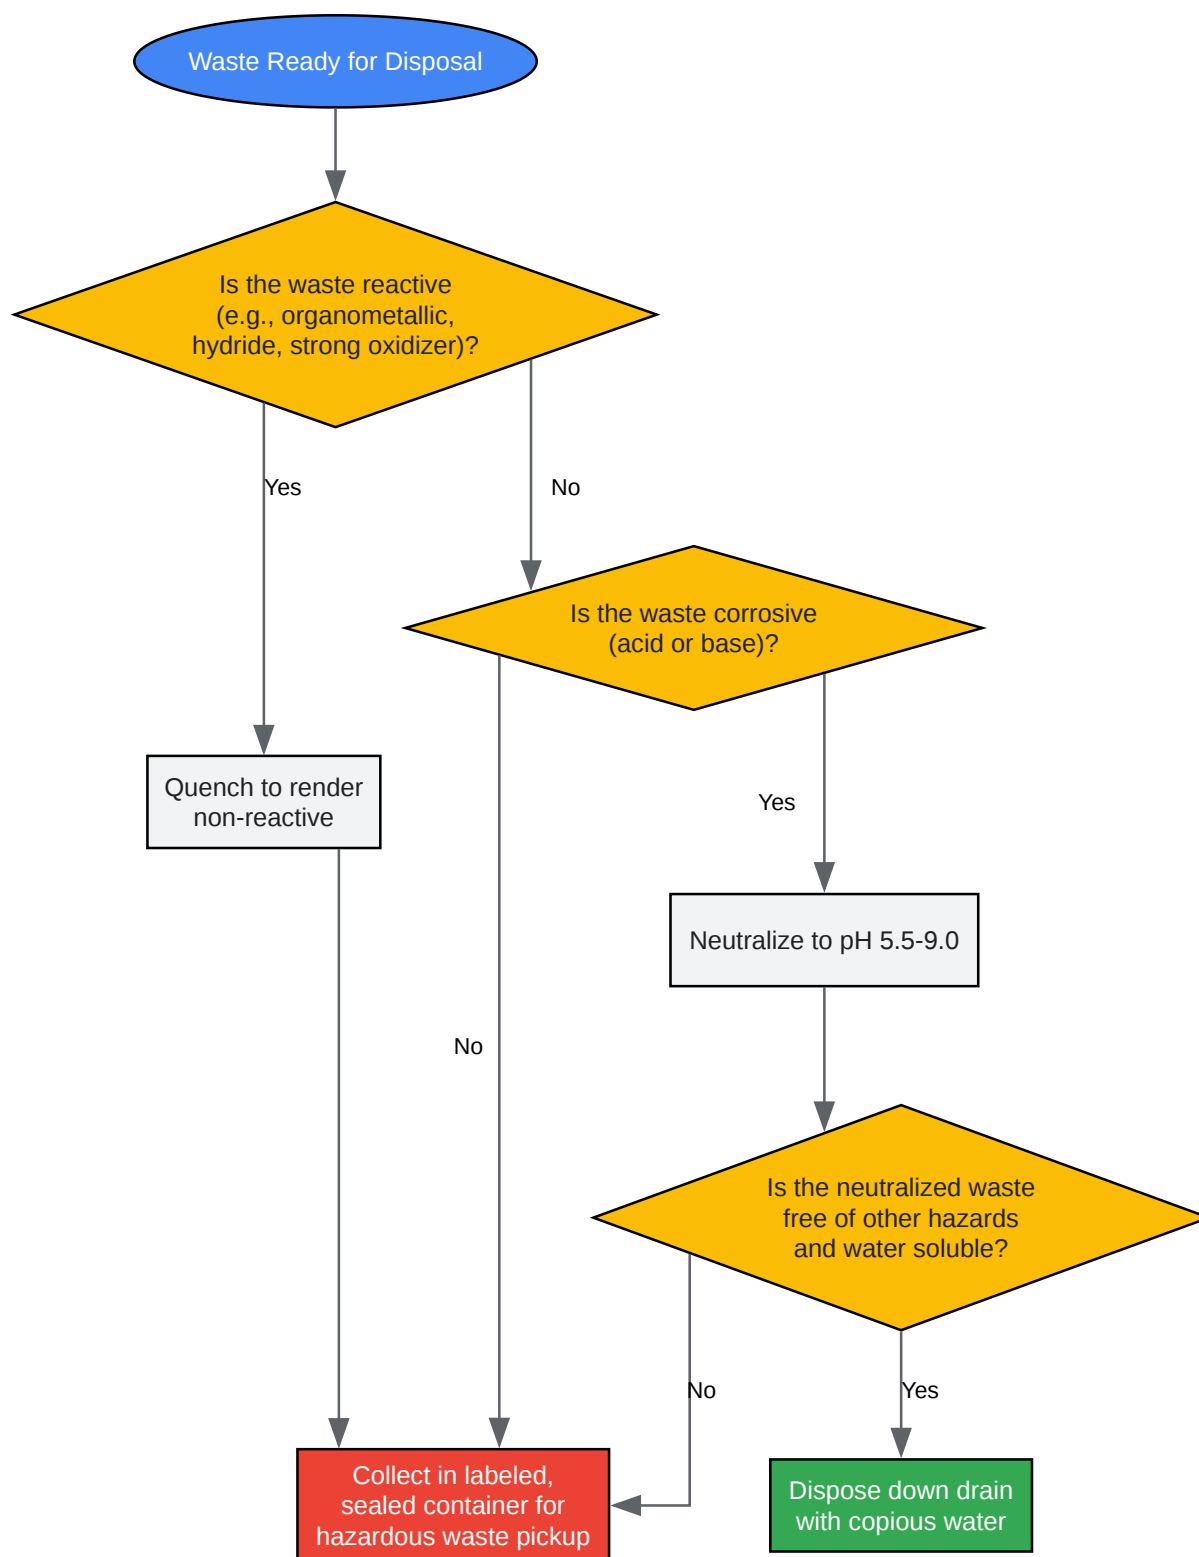 Waste Ready for Disposal
Is the waste reactive
(e.g., organometallic,
hydride, strong oxidizer)?
Yes
No
Is the waste corrosive
(acid or base)?
Quench to render
non-reactive
Yes
Neutralize to pH 5.5-9.0
No
Is the neutralized waste
free of other hazards
and water soluble?
No
Yes
Collect in labeled,
sealed container for
hazardous waste pickup
Dispose down drain
with copious water